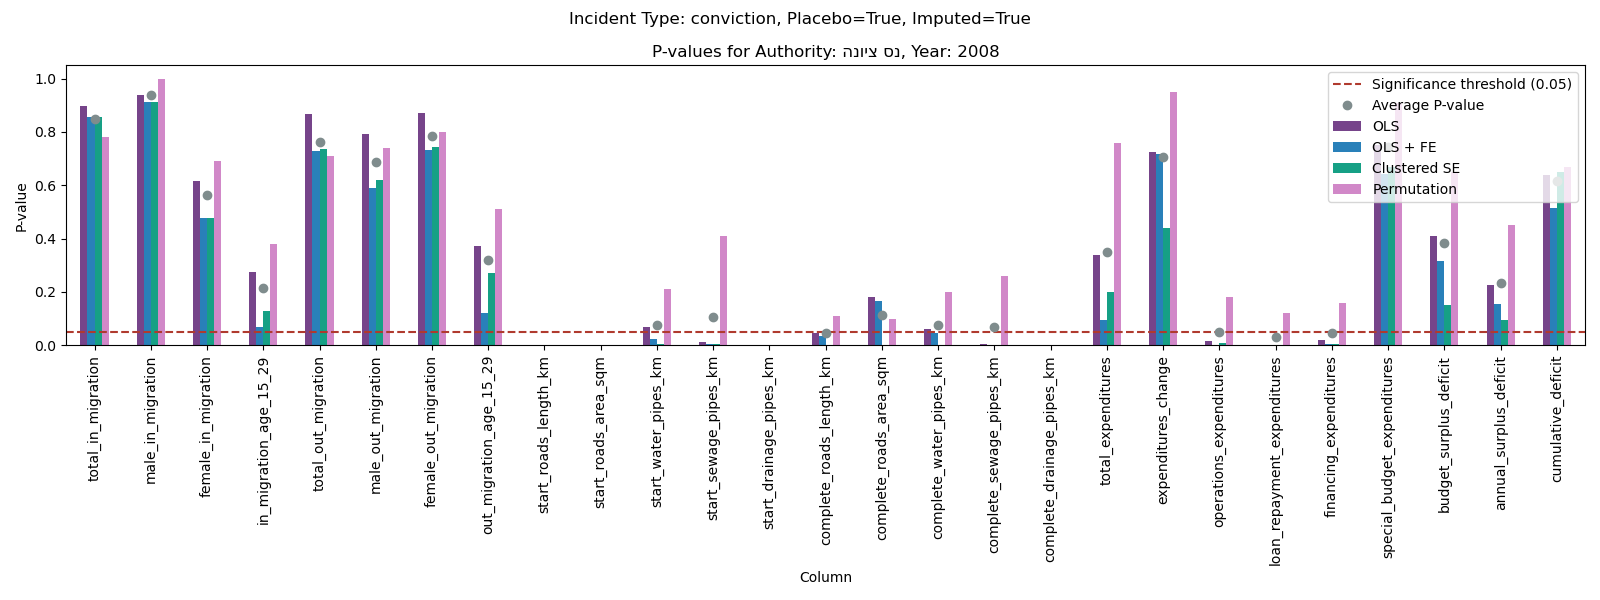 Incident Type: conviction, Placebo=True, Imputed=True
P-values for Authority: נס ציונה, Year: 2008
Significance threshold (0.05)
Average P-value
OLS
OLS + FE
Clustered SE
Permutation
P-value
1.0
0.8
0.6
0.4
0.2
0.0
total_in_migration
male_in_migration
female_in_migration
in_migration_age_15_29
total_out_migration
male_out_migration
female_out_migration
out_migration_age_15_29
start_roads_length_km
start_roads_area_sqm
start_water_pipes_km
start_sewage_pipes_km
start_drainage_pipes_km
complete_roads_length_km
complete_roads_area_sqm
complete_water_pipes_km
complete_sewage_pipes_km
complete_drainage_pipes_km
total_expenditures
expenditures_change
operations_expenditures
loan_repayment_expenditures
financing_expenditures
special_budget_expenditures
budget_surplus_deficit
annual_surplus_deficit
cumulative_deficit
Column